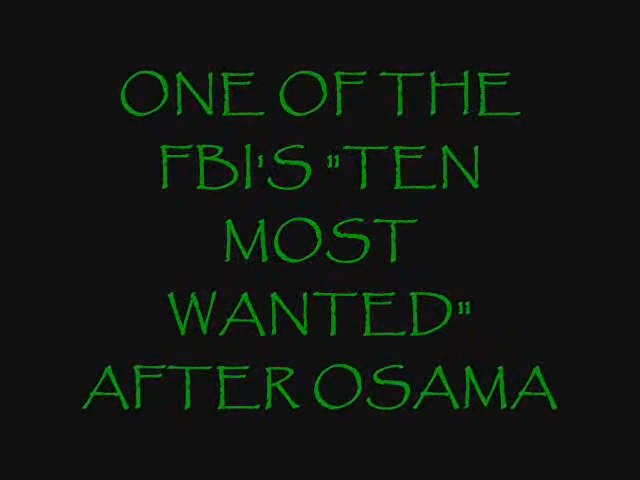 ONE OF THE
FBI'S "TEN
MOST
WANTED"
AFTER OSAMA